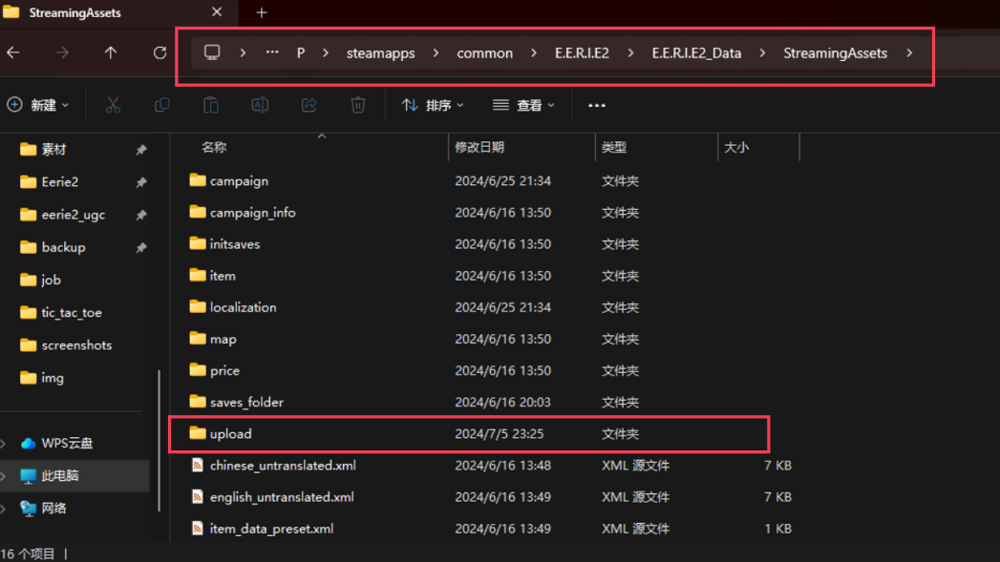 StreamingAssets
P steamapps common E.E.R.I.E2 E.E.R.I.E2_Data StreamingAssets
新建 排序 查看
素材
Eerie2
eerie2_ugc
backup
job
tic_tac_toe
screenshots
img
WPS云盘
此电脑
网络
名称 修改日期 类型 大小
campaign 2024/6/25 21:34 文件夹
campaign_info 2024/6/16 13:50 文件夹
initsaves 2024/6/16 13:50 文件夹
item 2024/6/16 13:50 文件夹
localization 2024/6/25 21:34 文件夹
map 2024/6/16 13:50 文件夹
price 2024/6/16 13:50 文件夹
saves_folder 2024/6/16 20:03 文件夹
upload 2024/7/5 23:25 文件夹
chinese_untranslated.xml 2024/6/16 13:48 XML 源文件 7 KB
english_untranslated.xml 2024/6/16 13:49 XML 源文件 7 KB
item_data_preset.xml 2024/6/16 13:49 XML 源文件 1 KB
16 个项目